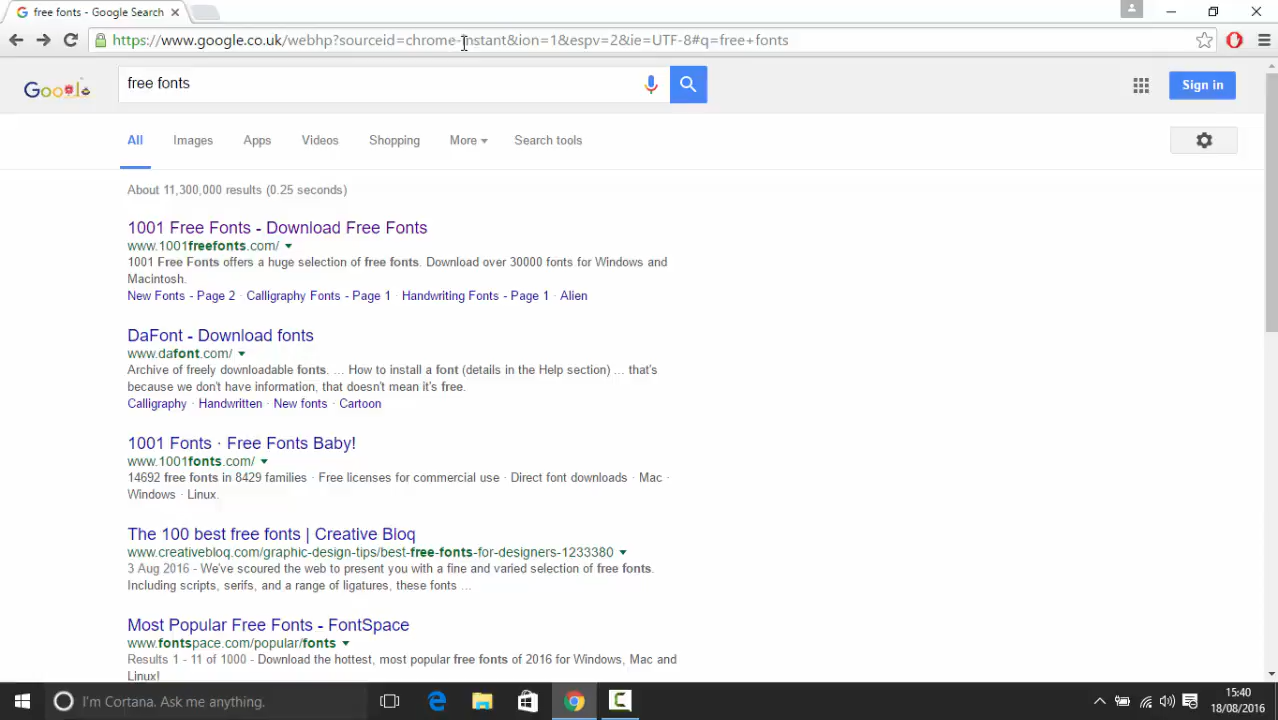 free fonts - Google Search
https://www.google.co.uk/webhp?sourceid=chrome-instant&ion=1&espv=2&ie=UTF-8#q=free+fonts
Google
free fonts
Sign in
All Images Apps Videos Shopping More Search tools
About 11,300,000 results (0.25 seconds)
1001 Free Fonts - Download Free Fonts
www.1001freefonts.com/
1001 Free Fonts offers a huge selection of free fonts. Download over 30000 fonts for Windows and
Macintosh.
New Fonts - Page 2 · Calligraphy Fonts - Page 1 · Handwriting Fonts - Page 1 · Alien
DaFont - Download fonts
www.dafont.com/
Archive of freely downloadable fonts. ... How to install a font (details in the Help section) ... that's
because we don't have information, that doesn't mean it's free.
Calligraphy · Handwritten · New fonts · Cartoon
1001 Fonts · Free Fonts Baby!
www.1001fonts.com/
14692 free fonts in 8429 families · Free licenses for commercial use · Direct font downloads · Mac ·
Windows · Linux.
The 100 best free fonts | Creative Bloq
www.creativebloq.com/graphic-design-tips/best-free-fonts-for-designers-1233380
3 Aug 2016 - We've scoured the web to present you with a fine and varied selection of free fonts.
Including scripts, serifs, and a range of ligatures, these fonts ...
Most Popular Free Fonts - FontSpace
www.fontspace.com/popular/fonts
Results 1 - 11 of 1000 - Download the hottest, most popular free fonts of 2016 for Windows, Mac and
Linux!
I'm Cortana. Ask me anything.
15:40
18/08/2016